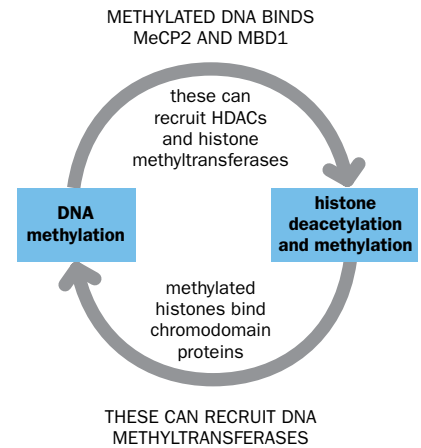 METHYLATED DNA BINDS
MeCP2 AND MBD1
these can
recruit HDACs
and histone
methyltransferases
DNA
methylation
histone
deacetylation
and methylation
methylated
histones bind
chromodomain
proteins
THESE CAN RECRUIT DNA
METHYLTRANSFERASES